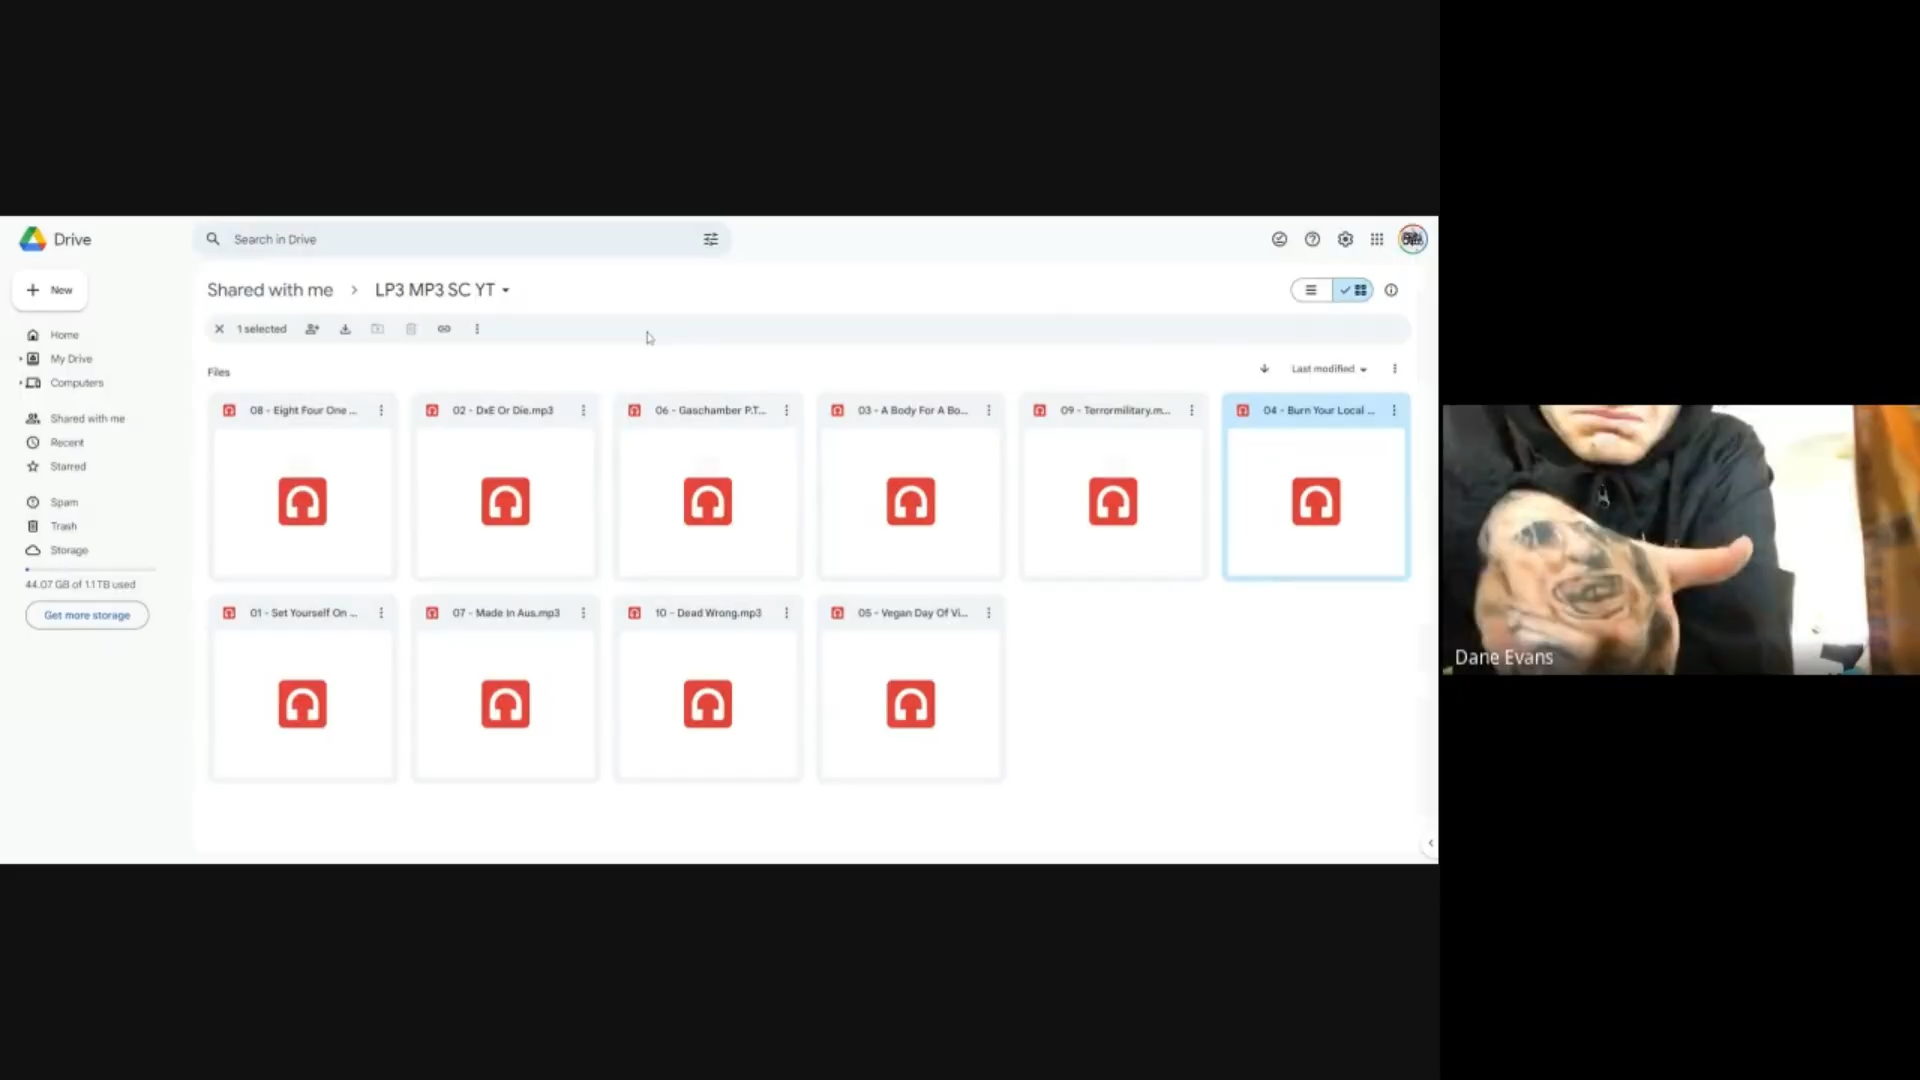 Drive
Search in Drive
New
Shared with me > LP3 MP3 SC YT
1 selected
Home
My Drive
Computers
Shared with me
Recent
Starred
Spam
Trash
Storage
44.07 GB of 1.1 TB used
Get more storage
Files
Last modified
08 - Eight Four One ...
02 - DxE Or Die.mp3
06 - Gaschamber P.T...
03 - A Body For A Bo...
09 - Terrormilitary.m...
04 - Burn Your Local ...
01 - Set Yourself On ...
07 - Made In Aus.mp3
10 - Dead Wrong.mp3
05 - Vegan Day Of Vi...
Dane Evans